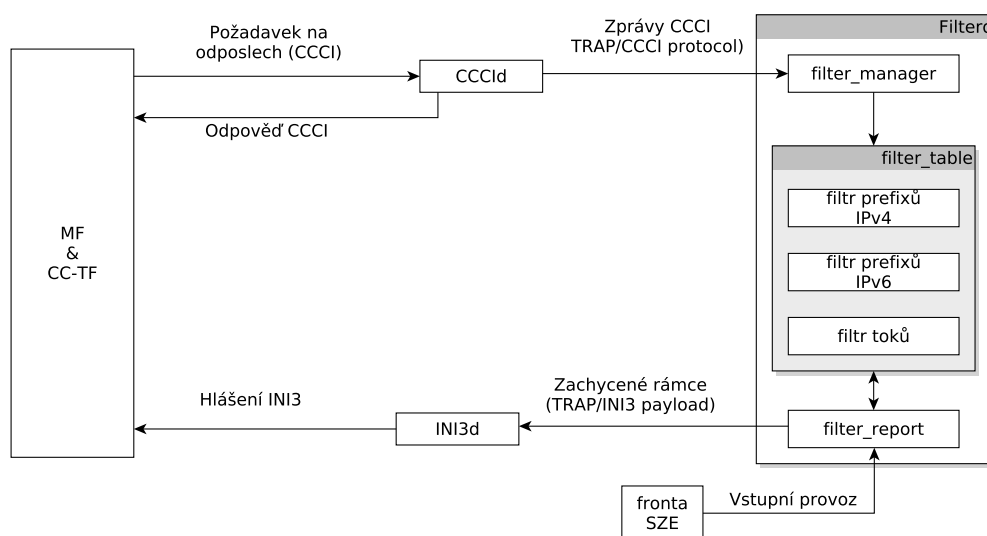 Požadavek na
odposlech (CCCI)
Zprávy CCCI
TRAP/CCCI protocol)
CCCId
filter_manager
Odpověď CCCI
filter_table
filtr prefixů
IPv4
MF
&
CC-TF
filtr prefixů
IPv6
filtr toků
Hlášení INI3
Zachycené rámce
(TRAP/INI3 payload)
INI3d
filter_report
fronta
SZE
Vstupní provoz